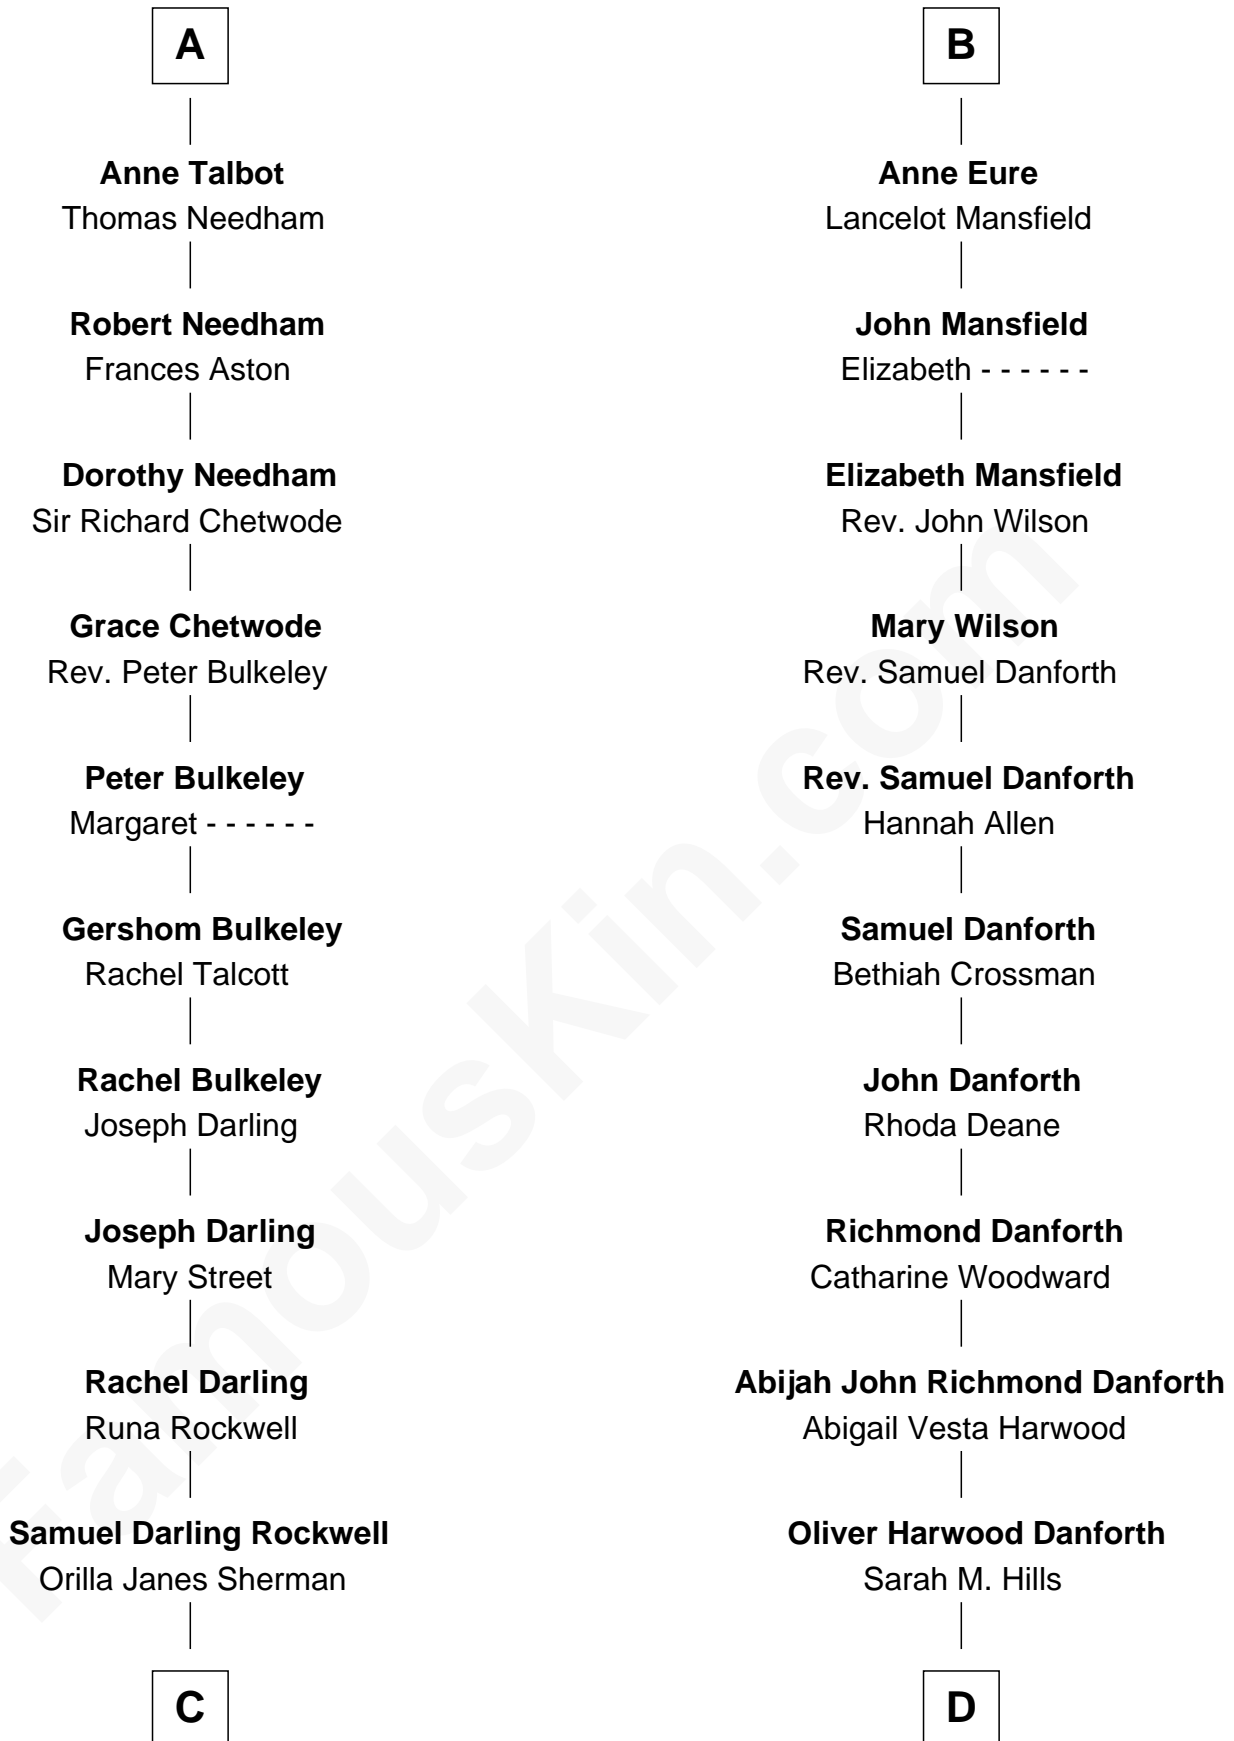 A
Anne Talbot
Thomas Needham
Robert Needham
Frances Aston
Dorothy Needham
Sir Richard Chetwode
Grace Chetwode
Rev. Peter Bulkeley
Peter Bulkeley
Margaret - - - - - -
Gershom Bulkeley
Rachel Talcott
Rachel Bulkeley
Joseph Darling
Joseph Darling
Mary Street
Rachel Darling
Runa Rockwell
Samuel Darling Rockwell
Orilla Janes Sherman
C
B
Anne Eure
Lancelot Mansfield
John Mansfield
Elizabeth - - - - - -
Elizabeth Mansfield
Rev. John Wilson
Mary Wilson
Rev. Samuel Danforth
Rev. Samuel Danforth
Hannah Allen
Samuel Danforth
Bethiah Crossman
John Danforth
Rhoda Deane
Richmond Danforth
Catharine Woodward
Abijah John Richmond Danforth
Abigail Vesta Harwood
Oliver Harwood Danforth
Sarah M. Hills
D
FamousKin.com